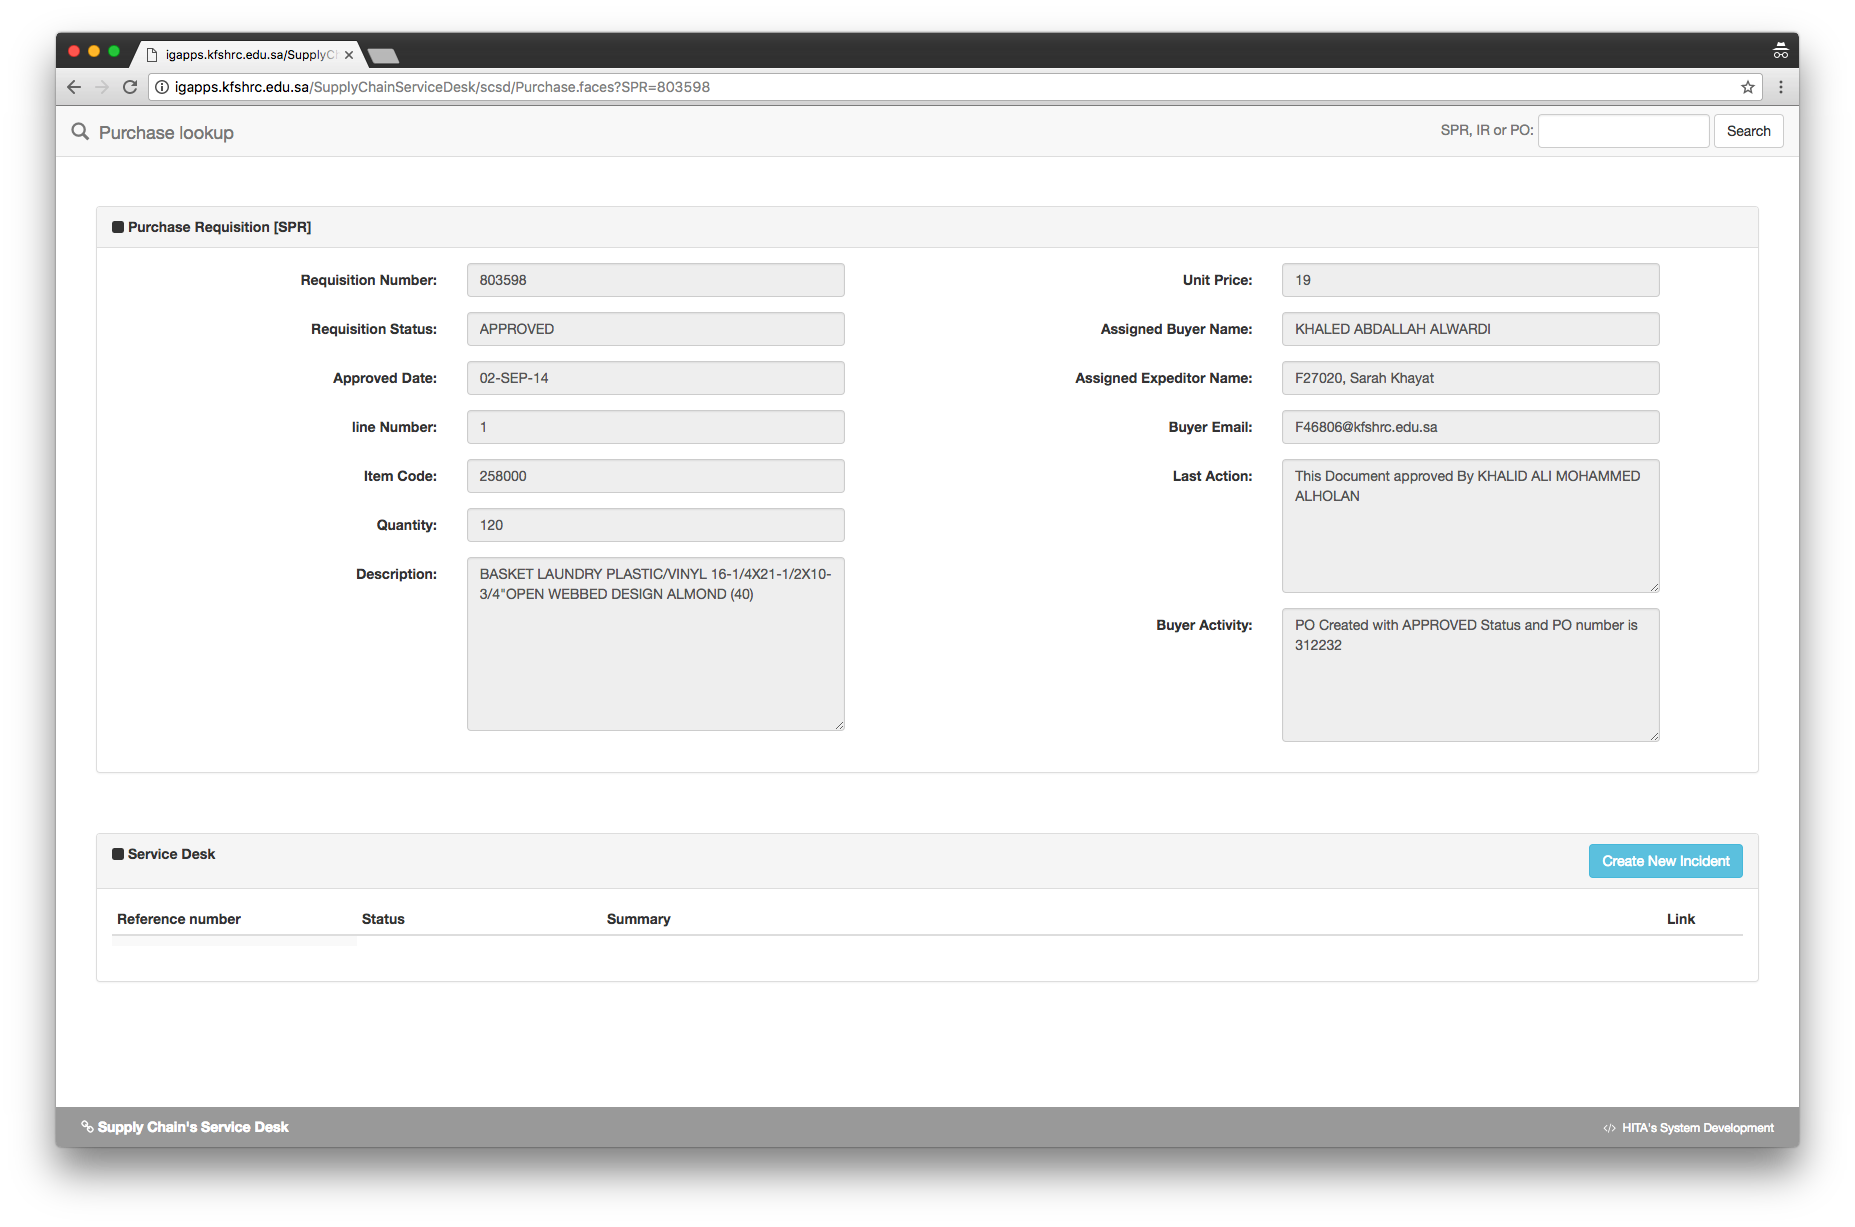 igapps.kfshrc.edu.sa/SupplyCh
igapps.kfshrc.edu.sa/SupplyChainServiceDesk/scsd/Purchase.faces?SPR=803598
Purchase lookup
SPR, IR or PO:
Search
Purchase Requisition [SPR]
Requisition Number: 803598
Requisition Status: APPROVED
Approved Date: 02-SEP-14
line Number: 1
Item Code: 258000
Quantity: 120
Description: BASKET LAUNDRY PLASTIC/VINYL 16-1/4X21-1/2X10-
3/4"OPEN WEBBED DESIGN ALMOND (40)
Unit Price: 19
Assigned Buyer Name: KHALED ABDALLAH ALWARDI
Assigned Expeditor Name: F27020, Sarah Khayat
Buyer Email: F46806@kfshrc.edu.sa
Last Action: This Document approved By KHALID ALI MOHAMMED
ALHOLAN
Buyer Activity: PO Created with APPROVED Status and PO number is
312232
Service Desk
Create New Incident
Reference number Status Summary Link
Supply Chain's Service Desk
</> HITA's System Development